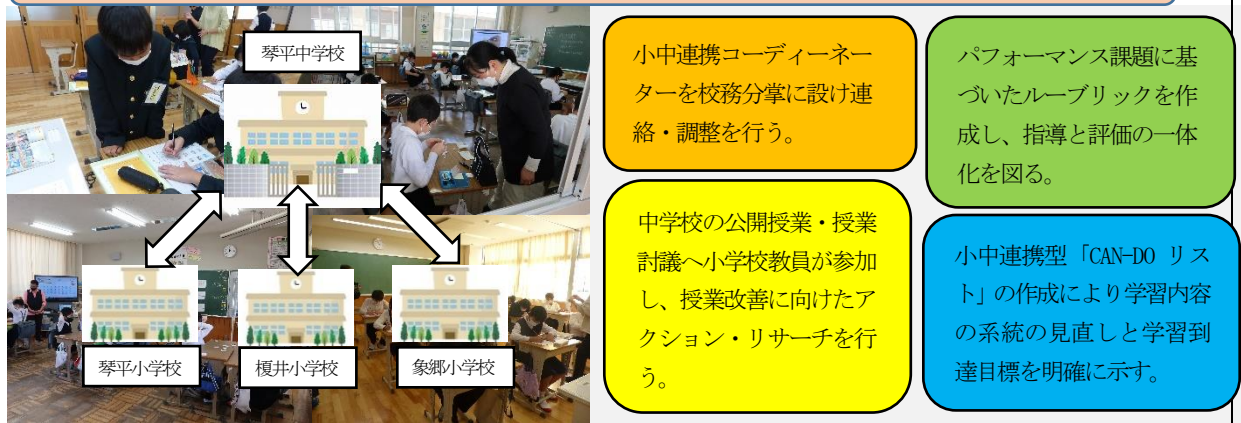 琴平中学校
琴平小学校
榎井小学校
象郷小学校
小中連携コーディネー
ターを校務分掌に設け連
絡・調整を行う。
パフォーマンス課題に基
づいたルーブリックを作
成し、指導と評価の一体
化を図る。
中学校の公開授業・授業
討議へ小学校教員が参加
し、授業改善に向けたア
クション・リサーチを行
う。
小中連携型「CAN-DO リス
ト」の作成により学習内容
の系統の見直しと学習到
達目標を明確に示す。